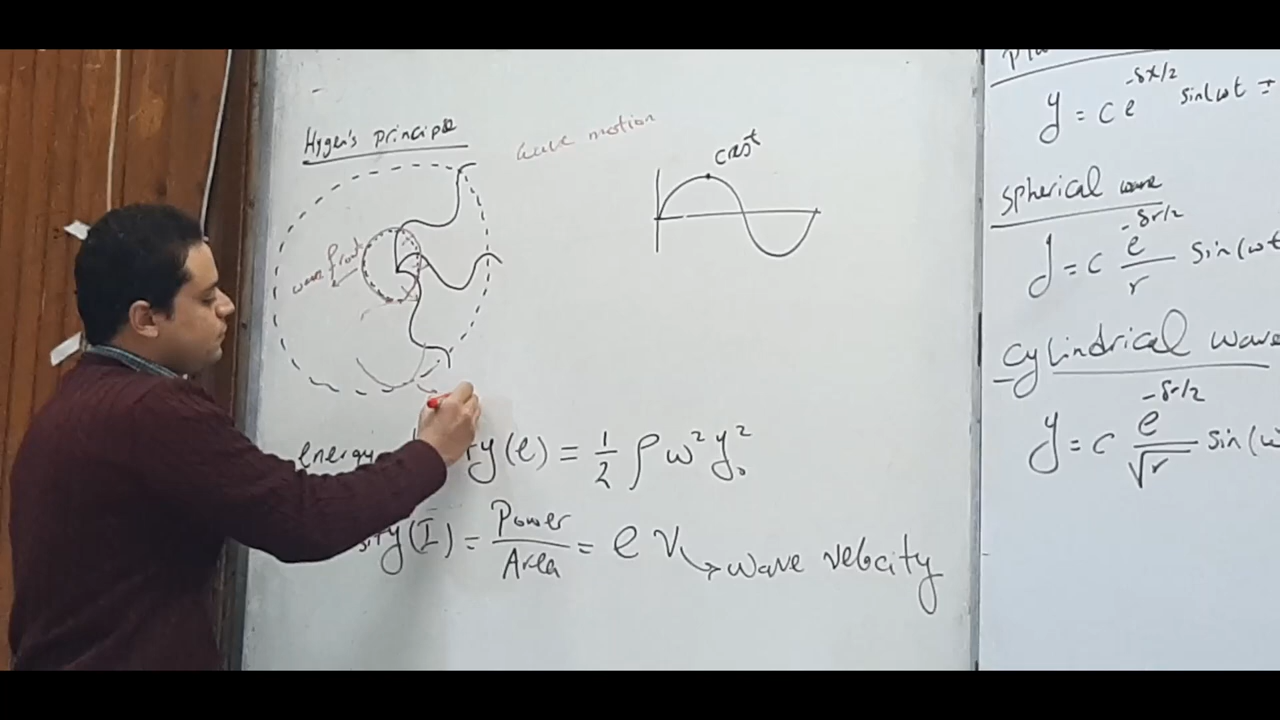 Hygen's principle
wave motion
crest
wave front
energy
y(e) = 1/2 ρ ω² y₀²
y(I) = Power/Area = e v → wave velocity
y = c e^-δx/2 sin(ωt ∓
spherical wave
y = c e^-δr/2 / r sin(ωt
cylindrical wave
y = c e^-δr/2 / √r sin(ω